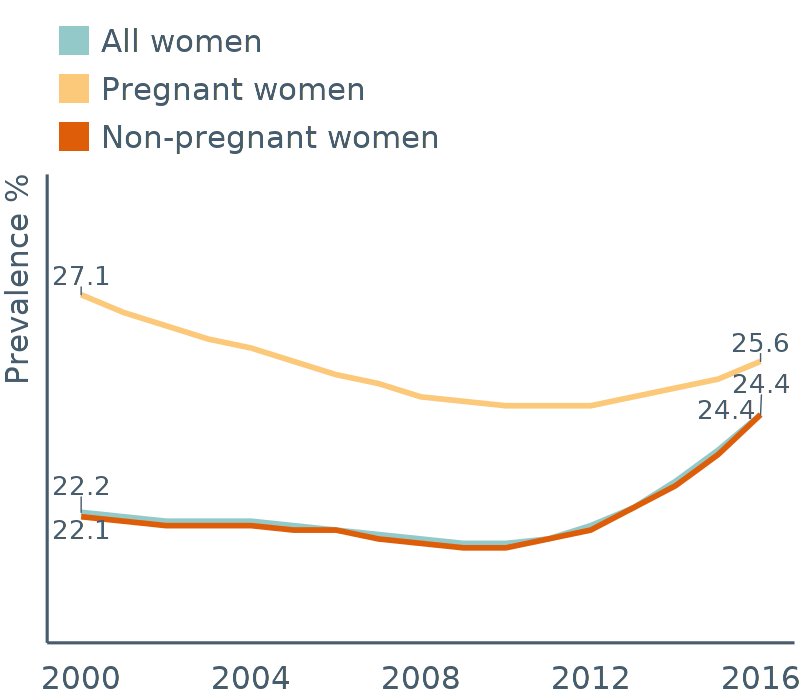 All women
Pregnant women
Non-pregnant women
Prevalence %
27.1
25.6
24.4
24.4
22.2
22.1
2000 2004 2008 2012 2016